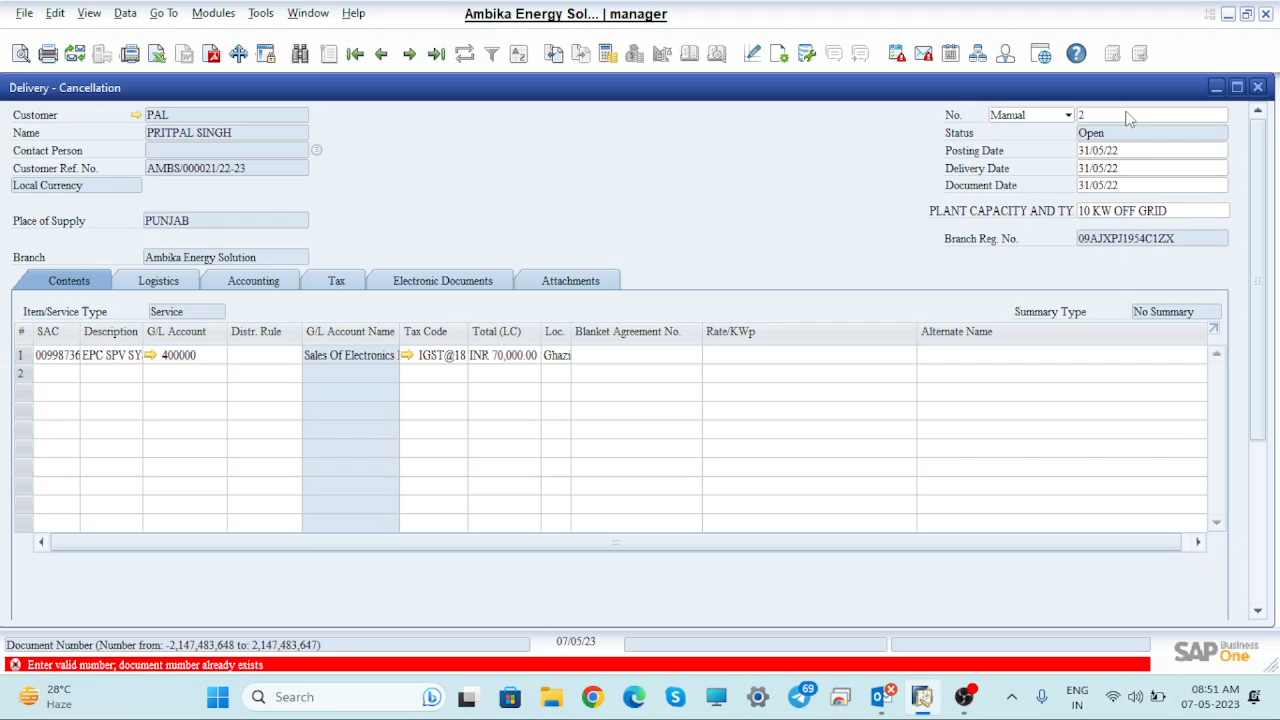 File Edit View Data Go To Modules Tools Window Help
Ambika Energy Sol... | manager
Delivery - Cancellation
Customer PAL
Name PRITPAL SINGH
Contact Person
Customer Ref. No. AMBS/000021/22-23
Local Currency
Place of Supply PUNJAB
Branch Ambika Energy Solution
No. Manual 2
Status Open
Posting Date 31/05/22
Delivery Date 31/05/22
Document Date 31/05/22
PLANT CAPACITY AND TY 10 KW OFF GRID
Branch Reg. No. 09AJXPJ1954C1ZX
Contents Logistics Accounting Tax Electronic Documents Attachments
Item/Service Type Service
Summary Type No Summary
# SAC Description G/L Account Distr. Rule G/L Account Name Tax Code Total (LC) Loc. Blanket Agreement No. Rate/KWp Alternate Name
1 00998736 EPC SPV SY 400000 Sales Of Electronics IGST@18 INR 70,000.00 Ghazi
2
Document Number (Number from: -2,147,483,648 to: 2,147,483,647)
07/05/23
SAP Business One
Enter valid number; document number already exists
28°C
Haze
Search
69
ENG
IN
08:51 AM
07-05-2023